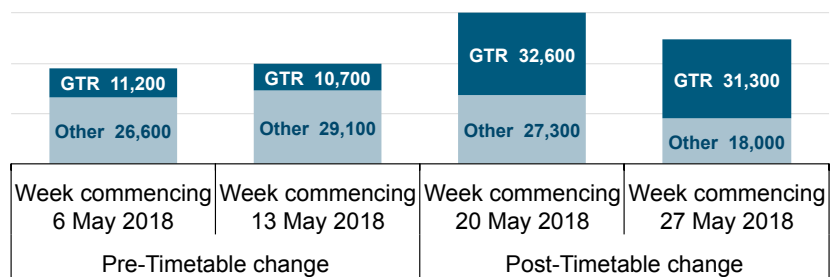 GTR 11,200
Other 26,600
GTR 10,700
Other 29,100
GTR 32,600
Other 27,300
GTR 31,300
Other 18,000
Week commencing
6 May 2018
Week commencing
13 May 2018
Week commencing
20 May 2018
Week commencing
27 May 2018
Pre-Timetable change
Post-Timetable change